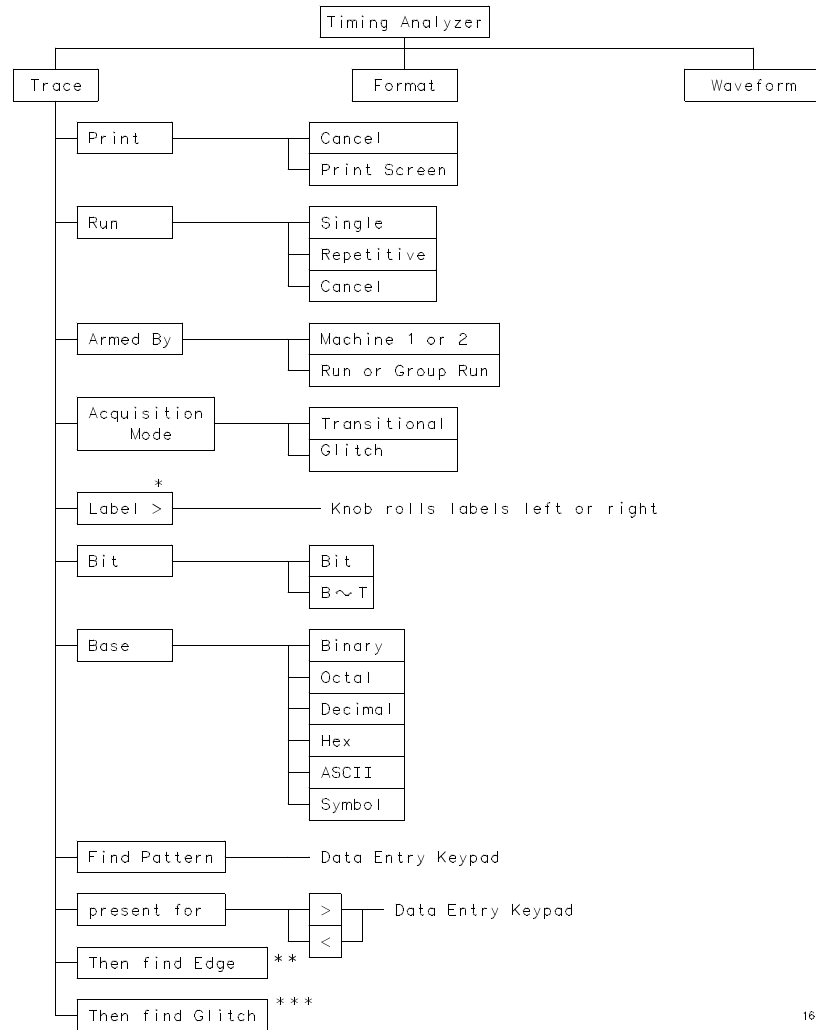 Timing Analyzer
Trace
Format
Waveform
Print
Cancel
Print Screen
Run
Single
Repetitive
Cancel
Armed By
Machine 1 or 2
Run or Group Run
Acquisition
Mode
Transitional
Glitch
*
Label >
Knob rolls labels left or right
Bit
Bit
B～T
Base
Binary
Octal
Decimal
Hex
ASCII
Symbol
Find Pattern
Data Entry Keypad
present for
>
Data Entry Keypad
<
Then find Edge **
Then find Glitch ***
16